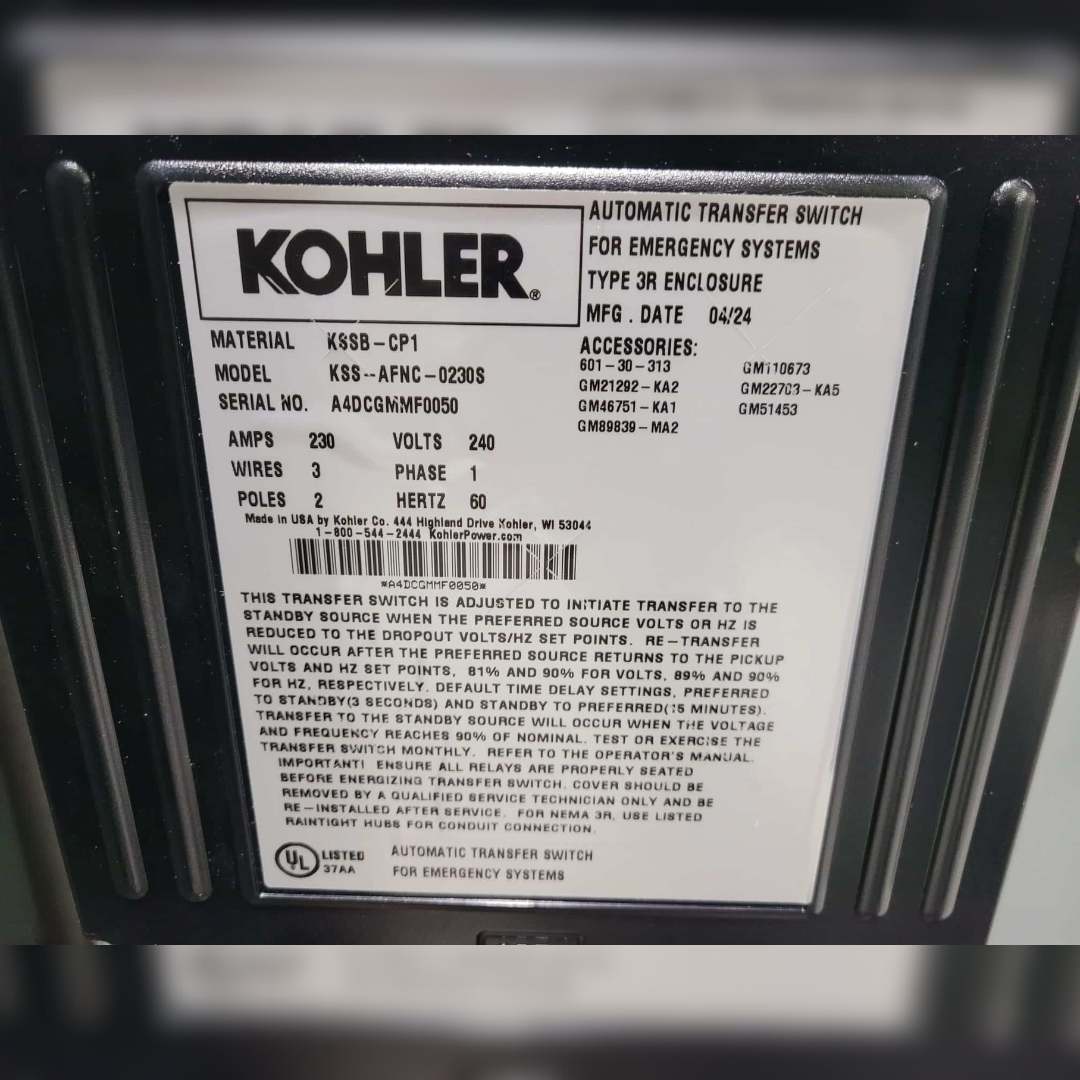 KOHLER®
AUTOMATIC TRANSFER SWITCH
FOR EMERGENCY SYSTEMS
TYPE 3R ENCLOSURE
MFG . DATE 04/24
MATERIAL KSSB-CP1
MODEL KSS--AFNC-0230S
SERIAL NO. A4DCGMMF0050
AMPS 230 VOLTS 240
WIRES 3 PHASE 1
POLES 2 HERTZ 60
ACCESSORIES:
601-30-313 GM110673
GM21292-KA2 GM22703-KA5
GM46751-KA1 GM51453
GM89839-MA2
Made in USA by Kohler Co. 444 Highland Drive Kohler, WI 53044
1-800-544-2444 KohlerPower.com
*A4DCGMMF0050*
THIS TRANSFER SWITCH IS ADJUSTED TO INITIATE TRANSFER TO THE
STANDBY SOURCE WHEN THE PREFERRED SOURCE VOLTS OR HZ IS
REDUCED TO THE DROPOUT VOLTS/HZ SET POINTS. RE-TRANSFER
WILL OCCUR AFTER THE PREFERRED SOURCE RETURNS TO THE PICKUP
VOLTS AND HZ SET POINTS, 81% AND 90% FOR VOLTS, 89% AND 90%
FOR HZ, RESPECTIVELY. DEFAULT TIME DELAY SETTINGS, PREFERRED
TO STANDBY(3 SECONDS) AND STANDBY TO PREFERRED(15 MINUTES).
TRANSFER TO THE STANDBY SOURCE WILL OCCUR WHEN THE VOLTAGE
AND FREQUENCY REACHES 90% OF NOMINAL. TEST OR EXERCISE THE
TRANSFER SWITCH MONTHLY. REFER TO THE OPERATOR'S MANUAL.
IMPORTANT! ENSURE ALL RELAYS ARE PROPERLY SEATED
BEFORE ENERGIZING TRANSFER SWITCH. COVER SHOULD BE
REMOVED BY A QUALIFIED SERVICE TECHNICIAN ONLY AND BE
RE-INSTALLED AFTER SERVICE. FOR NEMA 3R, USE LISTED
RAINTIGHT HUBS FOR CONDUIT CONNECTION.
UL LISTED
37AA
AUTOMATIC TRANSFER SWITCH
FOR EMERGENCY SYSTEMS